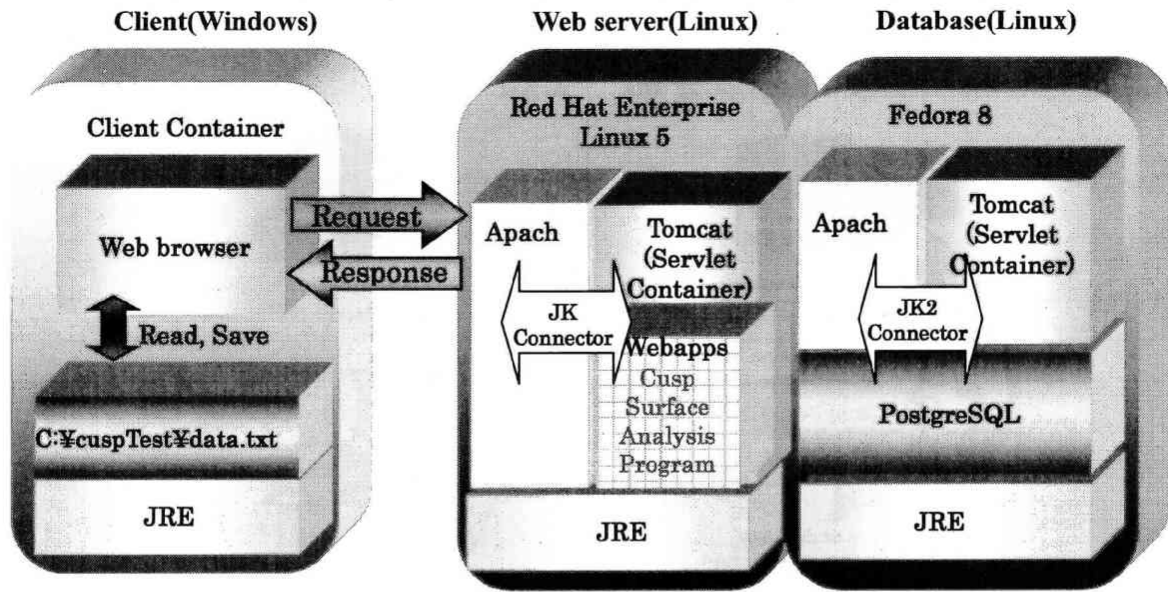 Client(Windows)
Web server(Linux)
Database(Linux)
Client Container
Web browser
Read, Save
C:¥cuspTest¥data.txt
JRE
Request
Response
Red Hat Enterprise
Linux 5
Apach
Tomcat
(Servlet
Container)
JK
Connector
Webapps
Cusp
Surface
Analysis
Program
JRE
Fedora 8
Apach
Tomcat
(Servlet
Container)
JK2
Connector
PostgreSQL
JRE